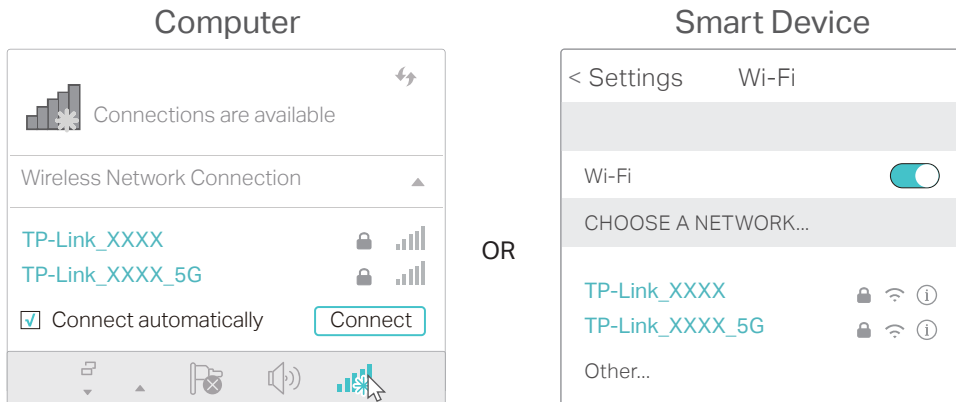 Computer
Connections are available
Wireless Network Connection
TP-Link_XXXX
TP-Link_XXXX_5G
Connect automatically Connect
OR
Smart Device
< Settings Wi-Fi
Wi-Fi
CHOOSE A NETWORK...
TP-Link_XXXX
TP-Link_XXXX_5G
Other...